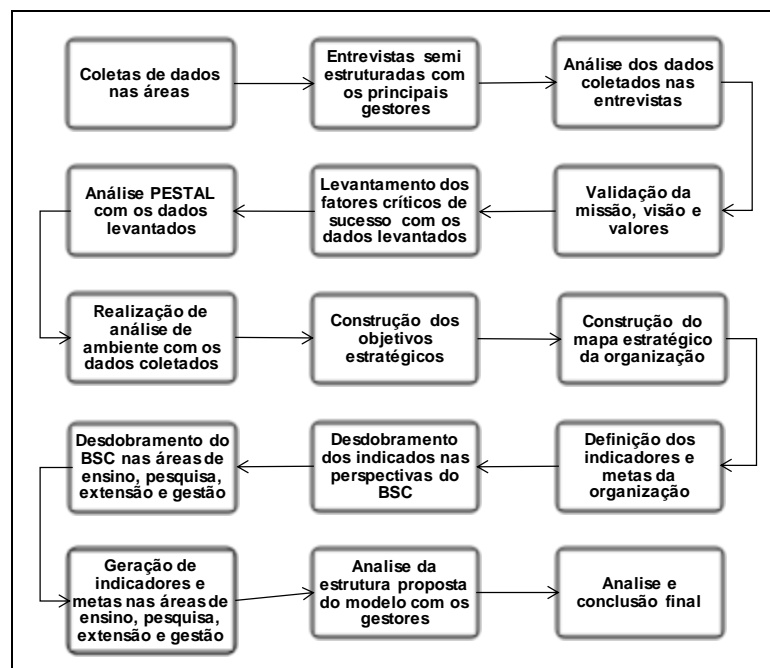 Coletas de dados
nas áreas
Entrevistas semi
estruturadas com
os principais
gestores
Análise dos dados
coletados nas
entrevistas
Validação da
missão, visão e
valores
Levantamento dos
fatores críticos de
sucesso com os
dados levantados
Análise PESTAL
com os dados
levantados
Realização de
análise de
ambiente com os
dados coletados
Construção dos
objetivos
estratégicos
Construção do
mapa estratégico
da organização
Definição dos
indicadores e
metas da
organização
Desdobramento
dos indicados nas
perspectivas do
BSC
Desdobramento do
BSC nas áreas de
ensino, pesquisa,
extensão e gestão
Geração de
indicadores e
metas nas áreas de
ensino, pesquisa,
extensão e gestão
Analise da
estrutura proposta
do modelo com os
gestores
Analise e
conclusão final